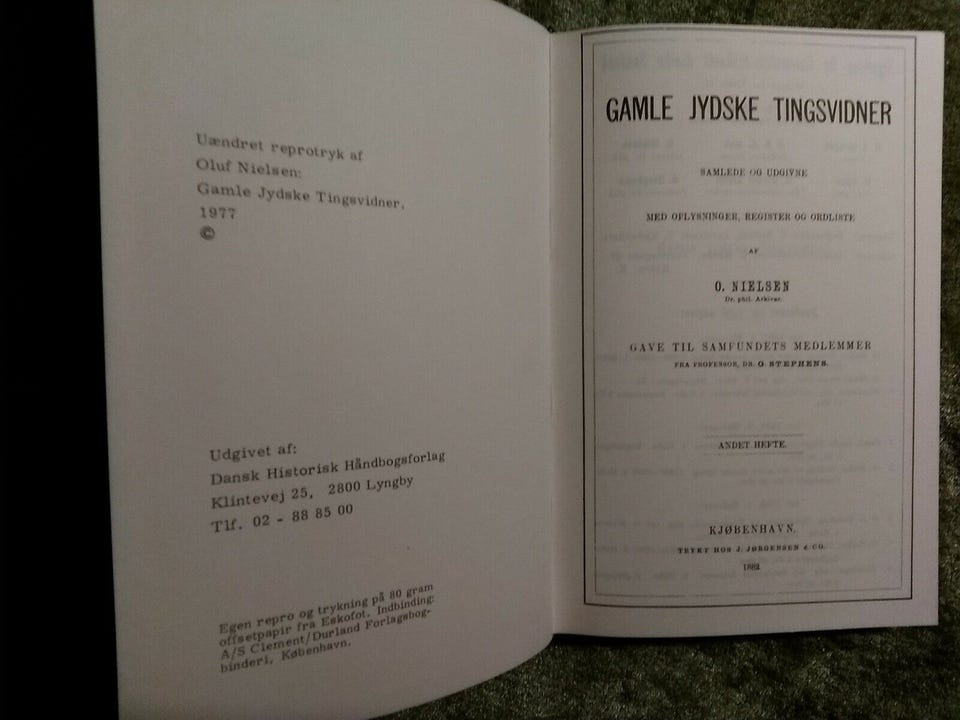 Uændret reprotryk af
Oluf Nielsen:
Gamle Jydske Tingsvidner,
1977
©
Udgivet af:
Dansk Historisk Håndbogsforlag
Klintevej 25, 2800 Lyngby
Tlf. 02 - 88 85 00
Egen repro og trykning på 80 gram
offsetpapir fra Eskofot. Indbinding:
A/S Clement/Durland Forlagsbog-
binderi, København.
GAMLE JYDSKE TINGSVIDNER
SAMLEDE OG UDGIVNE
MED OPLYSNINGER, REGISTER OG ORDLISTE
AF
O. NIELSEN
Dr. phil. Arkivar.
GAVE TIL SAMFUNDETS MEDLEMMER
FRA PROFESSOR, DR. G. STEPHENS.
ANDET HEFTE.
KJØBENHAVN.
TRYKT HOS J. JØRGENSEN & CO.
1882